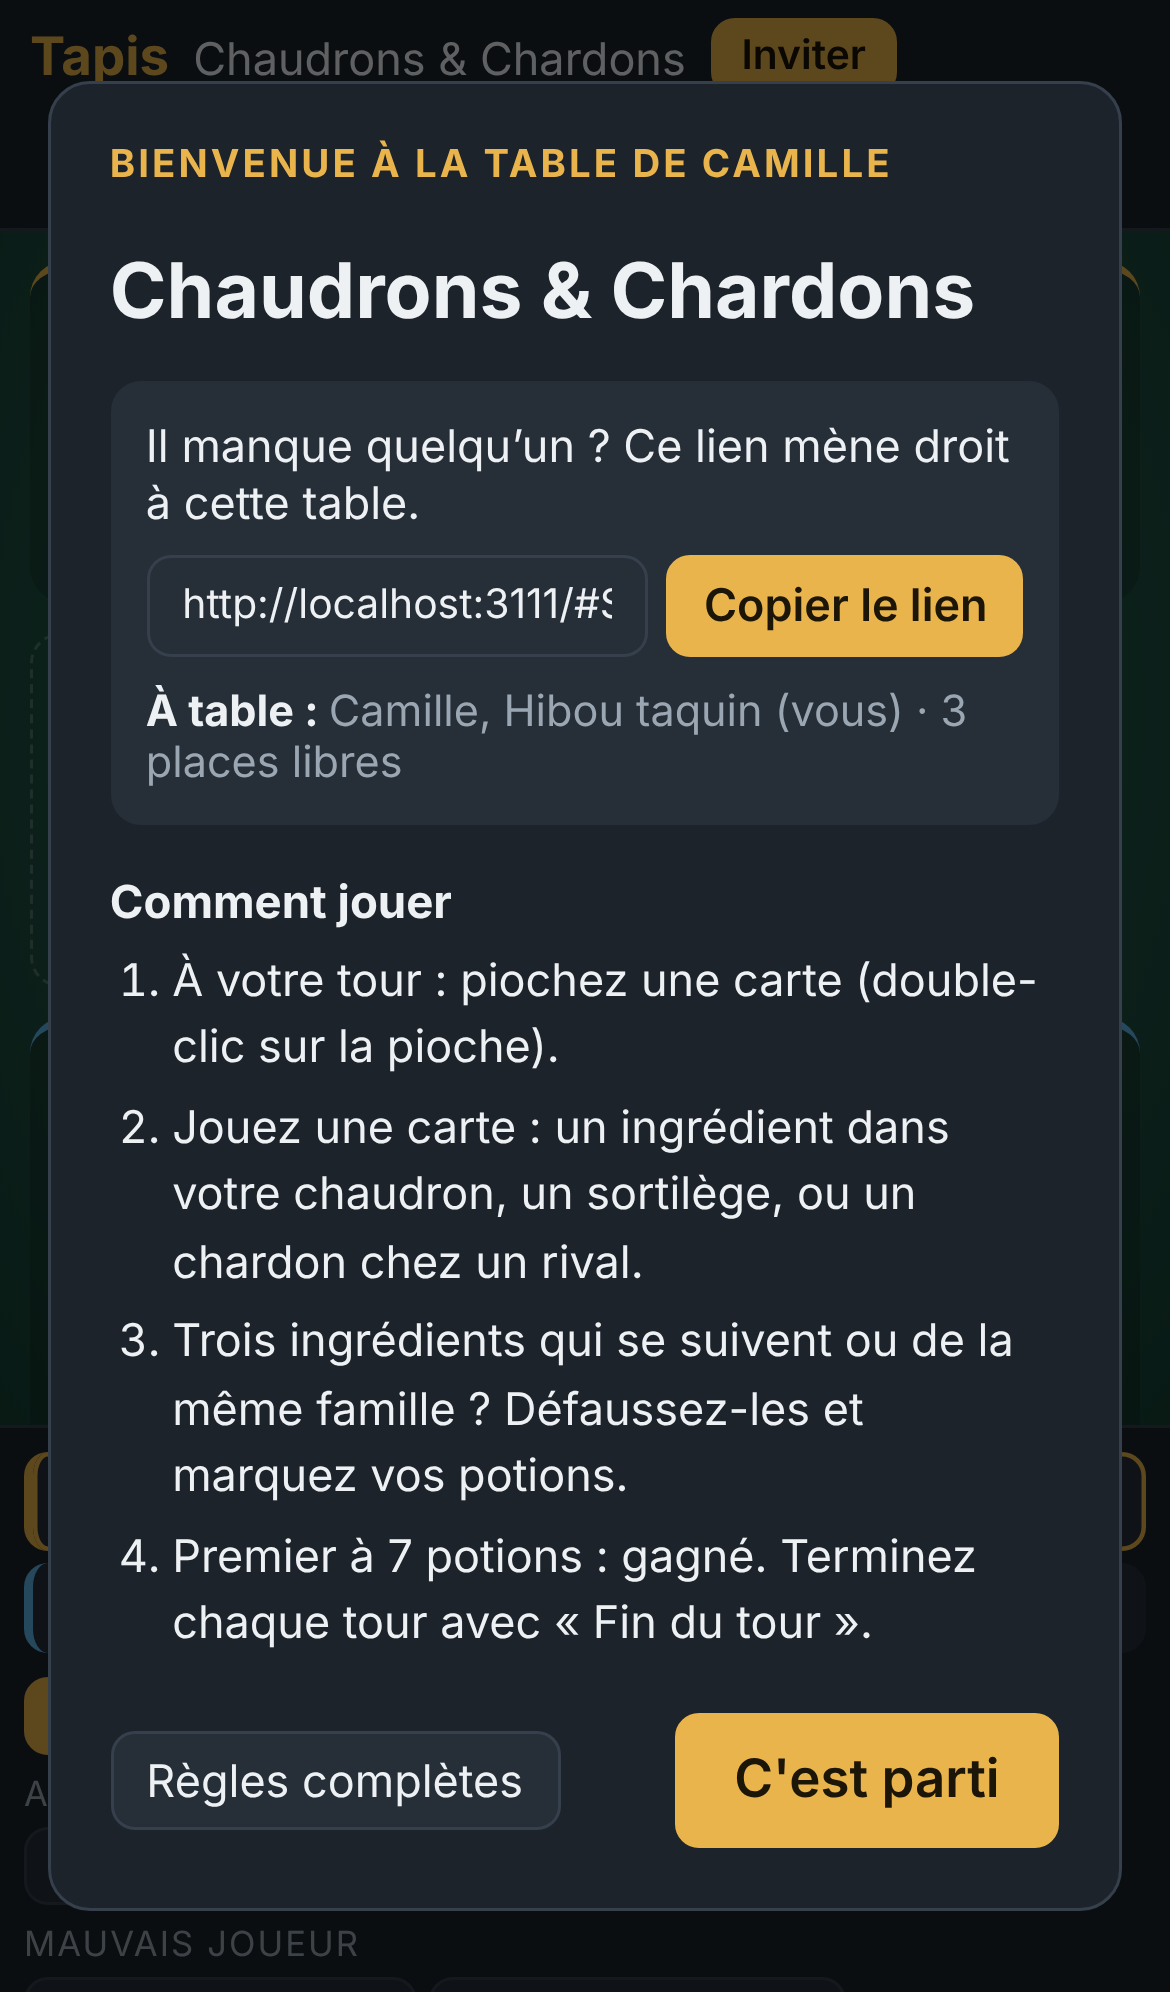 Tapis Chaudrons & Chardons Inviter
BIENVENUE À LA TABLE DE CAMILLE
Chaudrons & Chardons
Il manque quelqu’un ? Ce lien mène droit
à cette table.
http://localhost:3111/#S Copier le lien
À table : Camille, Hibou taquin (vous) · 3
places libres
Comment jouer
1. À votre tour : piochez une carte (double-
clic sur la pioche).
2. Jouez une carte : un ingrédient dans
votre chaudron, un sortilège, ou un
chardon chez un rival.
3. Trois ingrédients qui se suivent ou de la
même famille ? Défaussez-les et
marquez vos potions.
4. Premier à 7 potions : gagné. Terminez
chaque tour avec « Fin du tour ».
Règles complètes C'est parti
MAUVAIS JOUEUR